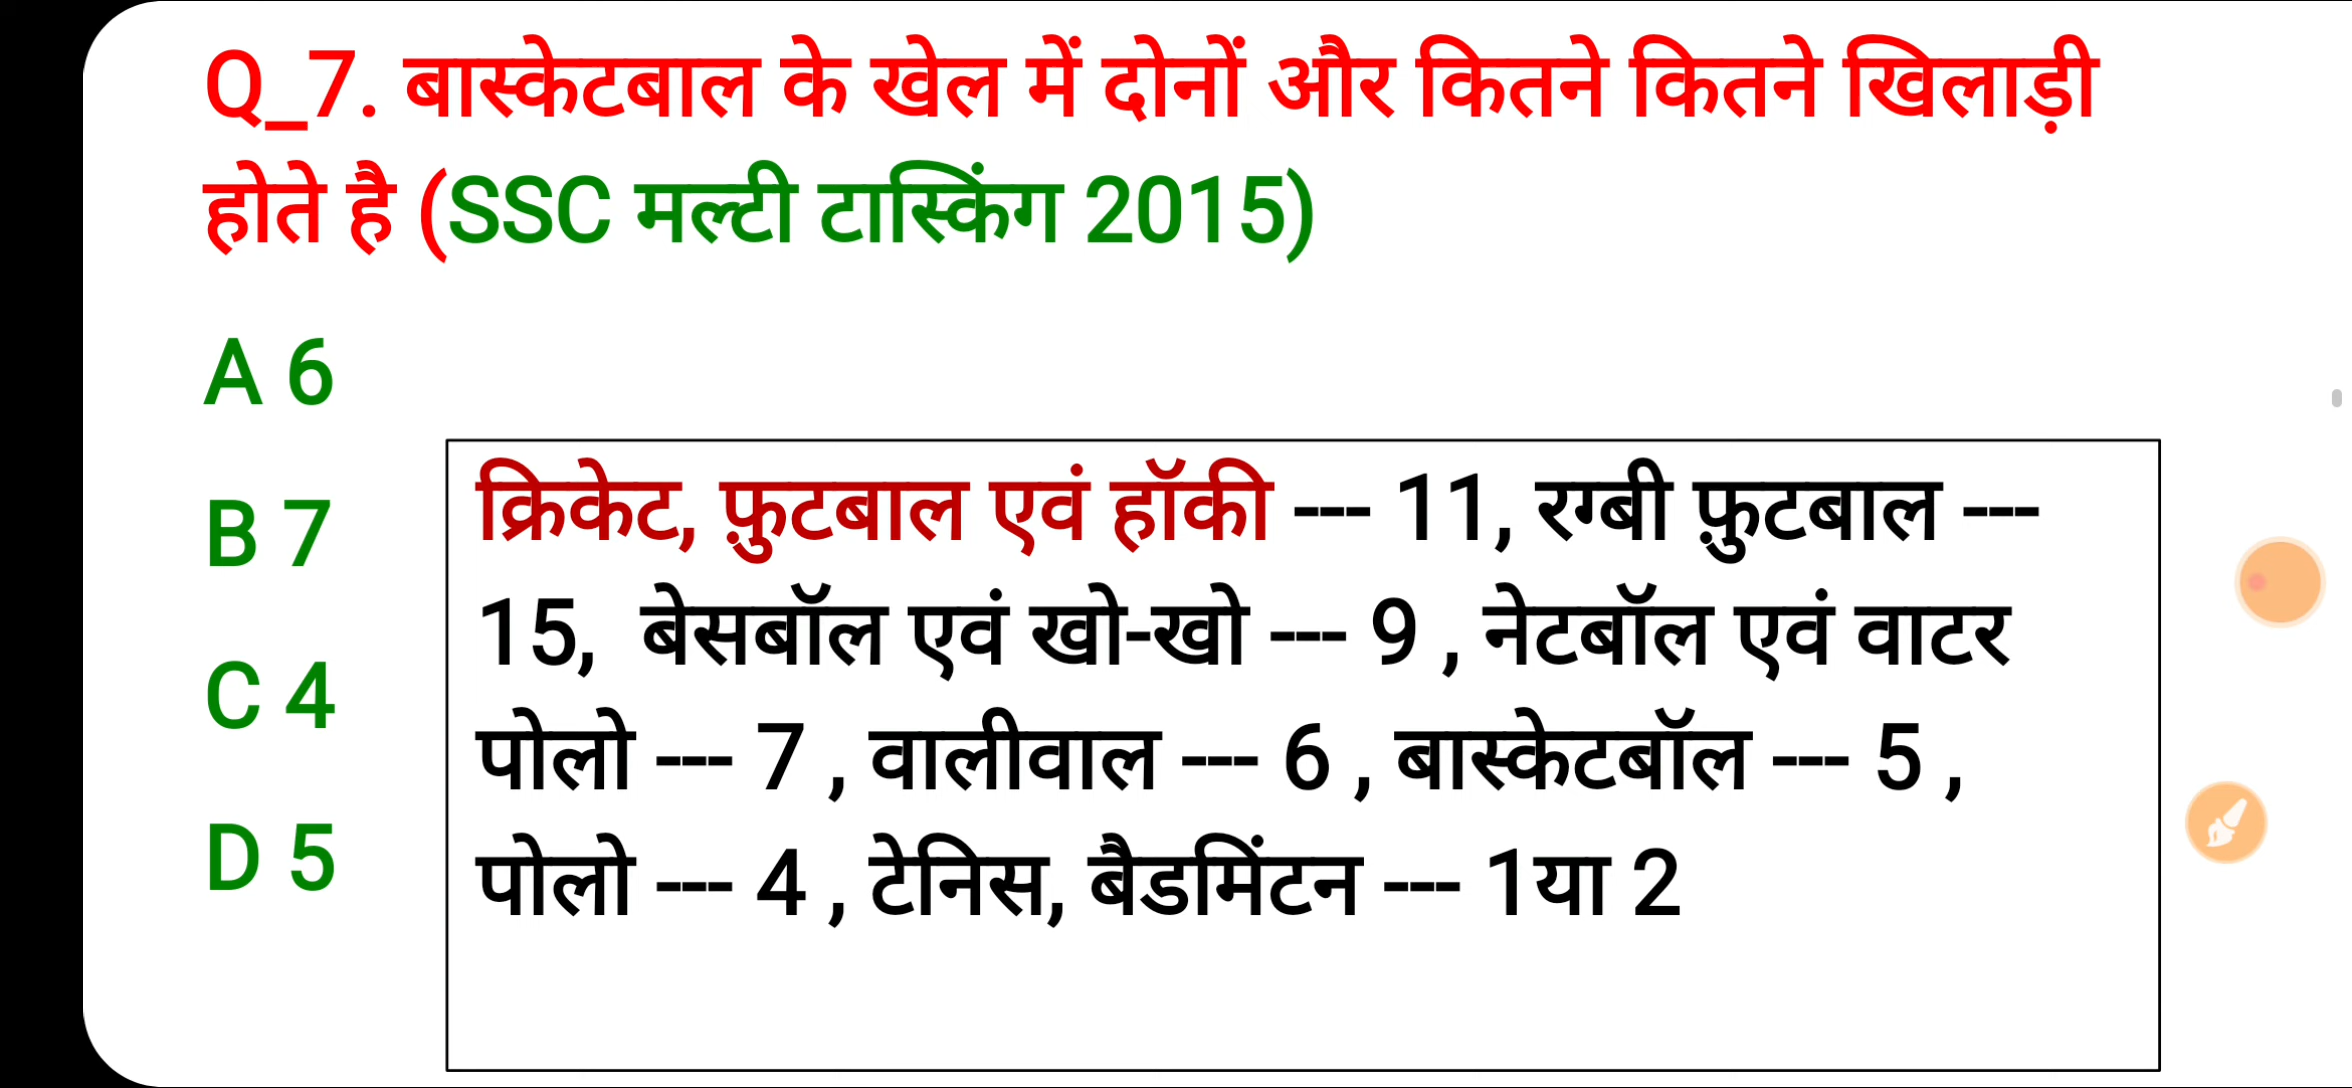 Q_7. बास्केटबाल के खेल में दोनों और कितने कितने खिलाड़ी
होते है (SSC मल्टी टास्किंग 2015)
A 6
B 7
C 4
D 5
क्रिकेट, फ़ुटबाल एवं हॉकी --- 11, रग्बी फ़ुटबाल ---
15, बेसबॉल एवं खो-खो --- 9 , नेटबॉल एवं वाटर
पोलो --- 7 , वालीवाल --- 6 , बास्केटबॉल --- 5 ,
पोलो --- 4 , टेनिस, बैडमिंटन --- 1या 2